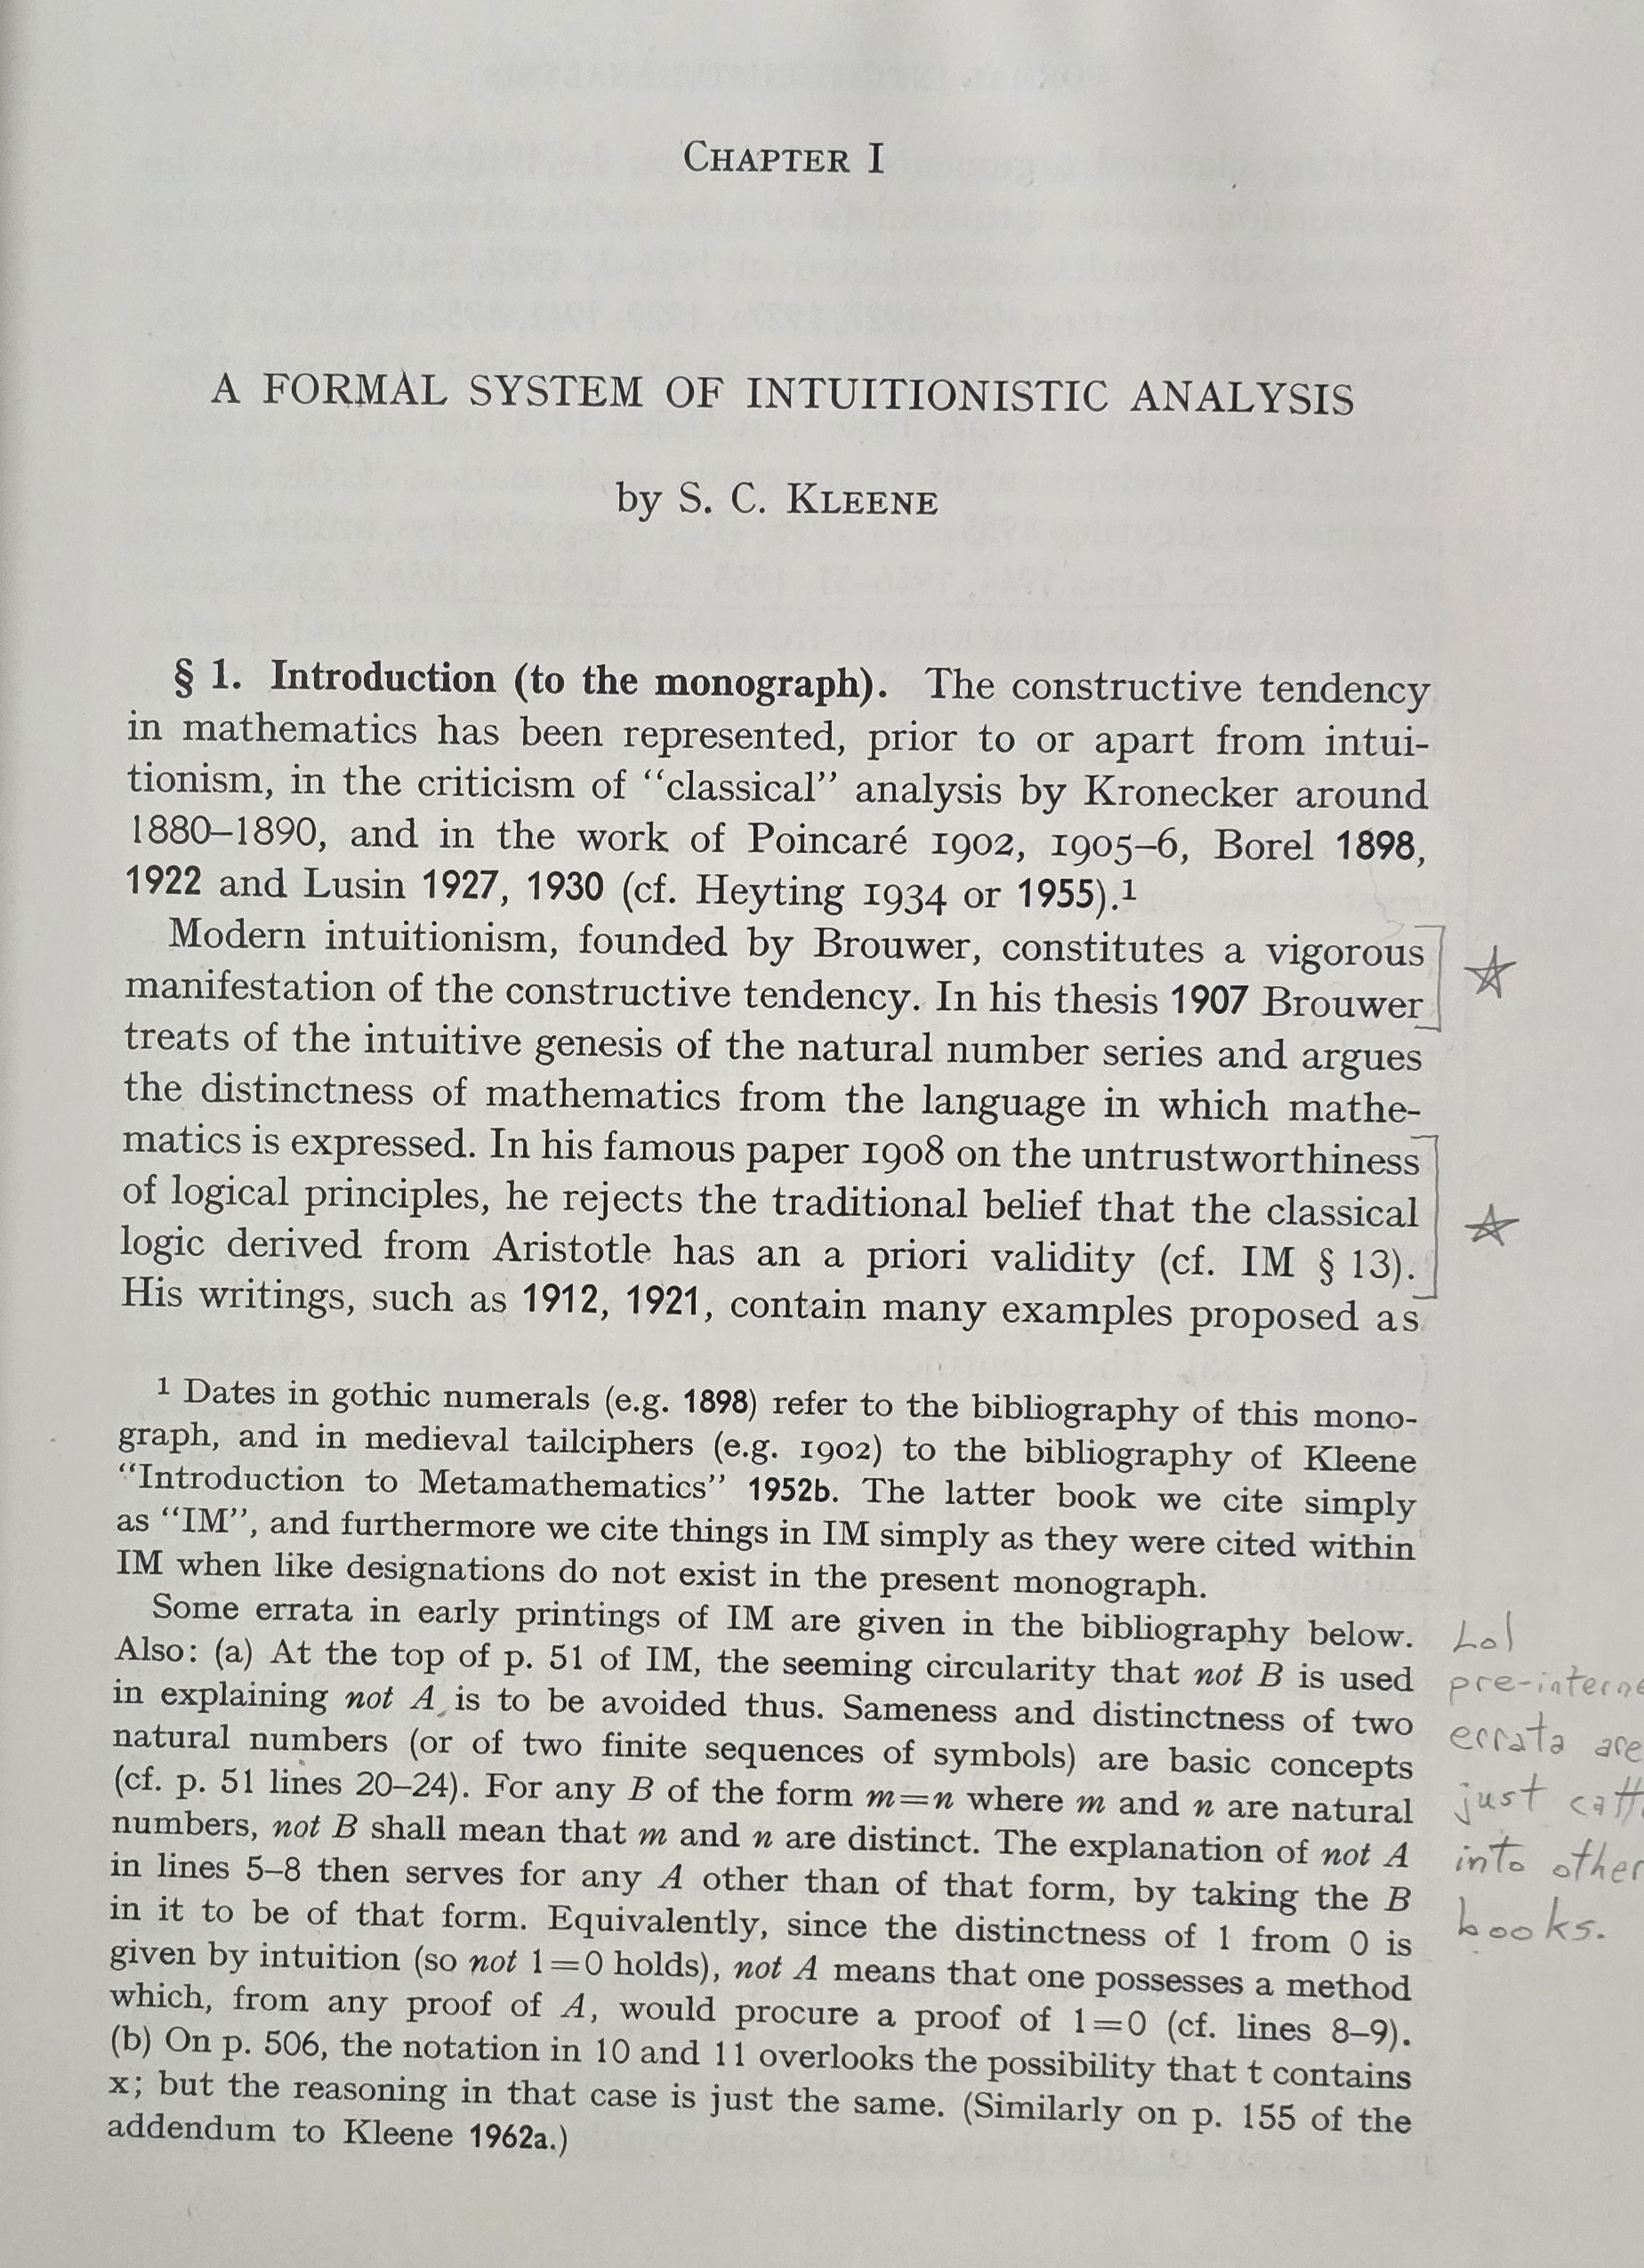 CHAPTER I
A FORMAL SYSTEM OF INTUITIONISTIC ANALYSIS
by S. C. KLEENE
§ 1. Introduction (to the monograph). The constructive tendency
in mathematics has been represented, prior to or apart from intui-
tionism, in the criticism of “classical” analysis by Kronecker around
1880–1890, and in the work of Poincaré 1902, 1905–6, Borel 1898,
1922 and Lusin 1927, 1930 (cf. Heyting 1934 or 1955).¹
Modern intuitionism, founded by Brouwer, constitutes a vigorous
manifestation of the constructive tendency. In his thesis 1907 Brouwer
treats of the intuitive genesis of the natural number series and argues
the distinctness of mathematics from the language in which mathe-
matics is expressed. In his famous paper 1908 on the untrustworthiness
of logical principles, he rejects the traditional belief that the classical
logic derived from Aristotle has an a priori validity (cf. IM § 13).
His writings, such as 1912, 1921, contain many examples proposed as
¹ Dates in gothic numerals (e.g. 1898) refer to the bibliography of this mono-
graph, and in medieval tailciphers (e.g. 1902) to the bibliography of Kleene
“Introduction to Metamathematics” 1952b. The latter book we cite simply
as “IM”, and furthermore we cite things in IM simply as they were cited within
IM when like designations do not exist in the present monograph.
Some errata in early printings of IM are given in the bibliography below.
Also: (a) At the top of p. 51 of IM, the seeming circularity that not B is used
in explaining not A is to be avoided thus. Sameness and distinctness of two
natural numbers (or of two finite sequences of symbols) are basic concepts
(cf. p. 51 lines 20–24). For any B of the form m=n where m and n are natural
numbers, not B shall mean that m and n are distinct. The explanation of not A
in lines 5–8 then serves for any A other than of that form, by taking the B
in it to be of that form. Equivalently, since the distinctness of 1 from 0 is
given by intuition (so not 1=0 holds), not A means that one possesses a method
which, from any proof of A, would procure a proof of 1=0 (cf. lines 8–9).
(b) On p. 506, the notation in 10 and 11 overlooks the possibility that t contains
x; but the reasoning in that case is just the same. (Similarly on p. 155 of the
addendum to Kleene 1962a.)
Lol
pre-interne
errata are
just
into other
books.